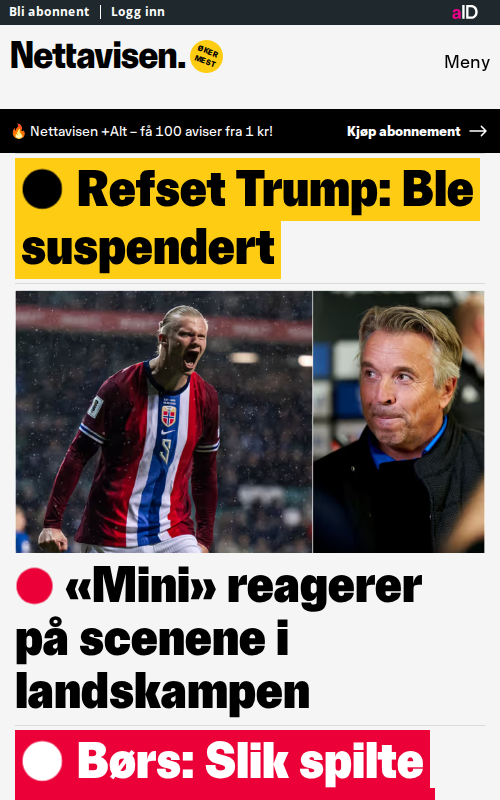 Bli abonnent
Logg inn
aID
Nettavisen.
ØKER
MEST
Meny
🔥 Nettavisen +Alt – få 100 aviser fra 1 kr!
Kjøp abonnement →
Refset Trump: Ble
suspendert
«Mini» reagerer
på scenene i
landskampen
Børs: Slik spilte